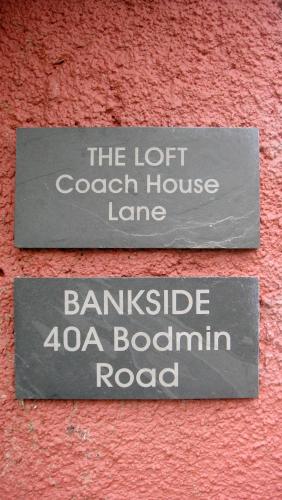 THE LOFT
Coach House
Lane
BANKSIDE
40A Bodmin
Road